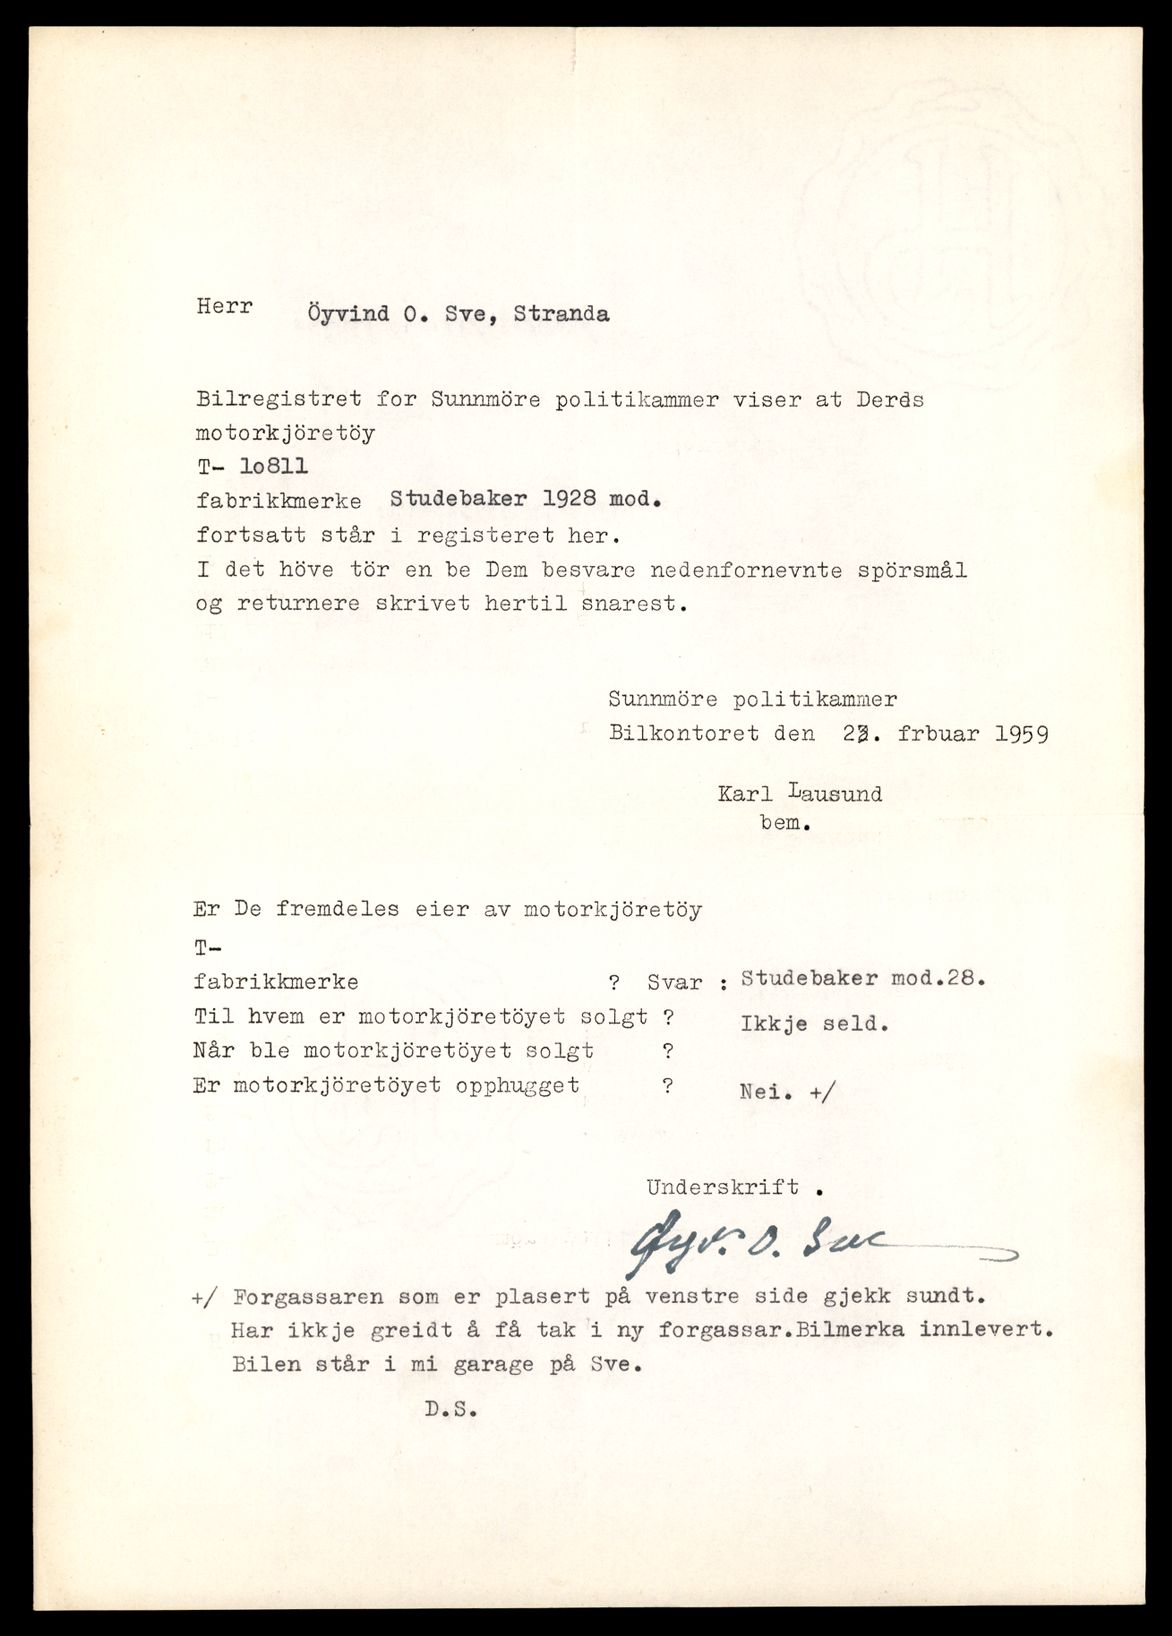 Herr Öyvind O. Sve, Stranda
Bilregistret for Sunnmöre politikammer viser at Derds
motorkjöretöy
T- lo8ll
fabrikkmerke Studebaker 1928 mod.
fortsatt står i registeret her.
I det höve tör en be Dem besvare nedenfornevnte spörsmål
og returnere skrivet hertil snarest.
Sunnmöre politikammer
Bilkontoret den 23. frbuar 1959
Karl Lausund
bem.
Er De fremdeles eier av motorkjöretöy
T-
fabrikkmerke ? Svar : Studebaker mod.28.
Til hvem er motorkjöretöyet solgt ? Ikkje seld.
Når ble motorkjöretöyet solgt ?
Er motorkjöretöyet opphugget ? Nei. +/
Underskrift .
Øyv. O. Sve
+/ Forgassaren som er plasert på venstre side gjekk sundt.
Har ikkje greidt å få tak i ny forgassar.Bilmerka innlevert.
Bilen står i mi garage på Sve.
D.S.